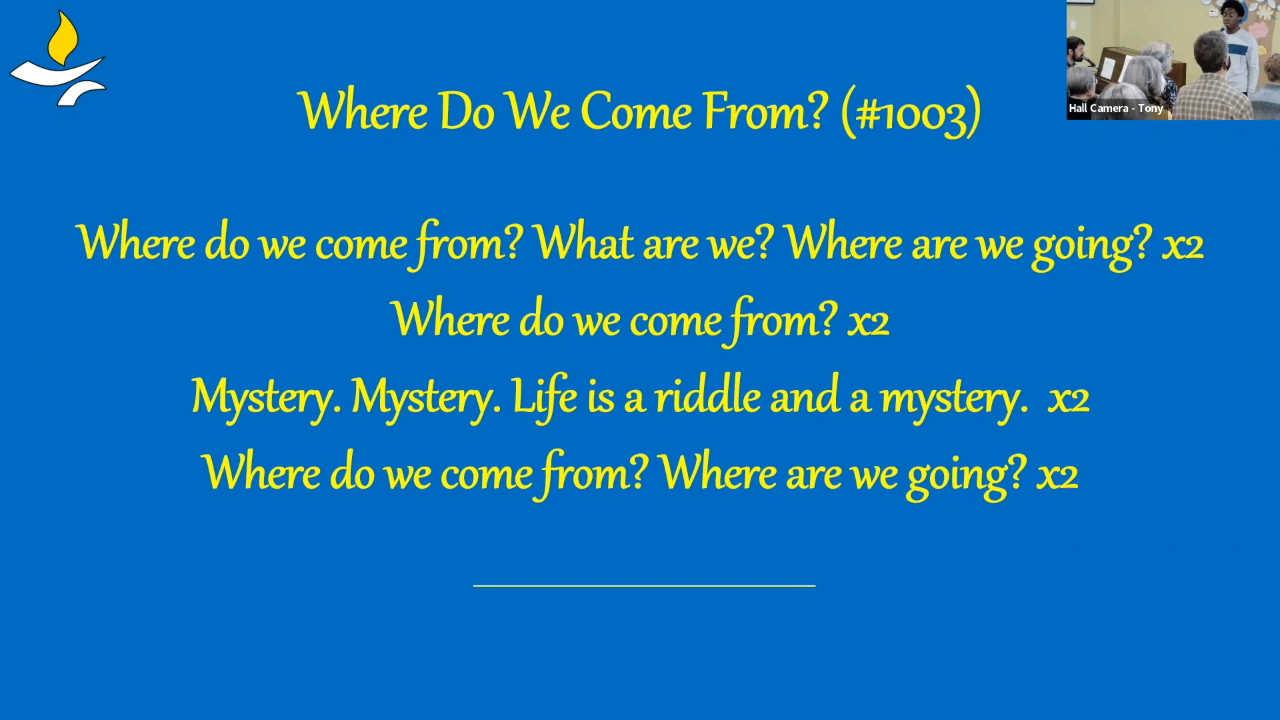 Where Do We Come From? (#1003)
Hall Camera - Tony
Where do we come from? What are we? Where are we going? x2
Where do we come from? x2
Mystery. Mystery. Life is a riddle and a mystery. x2
Where do we come from? Where are we going? x2